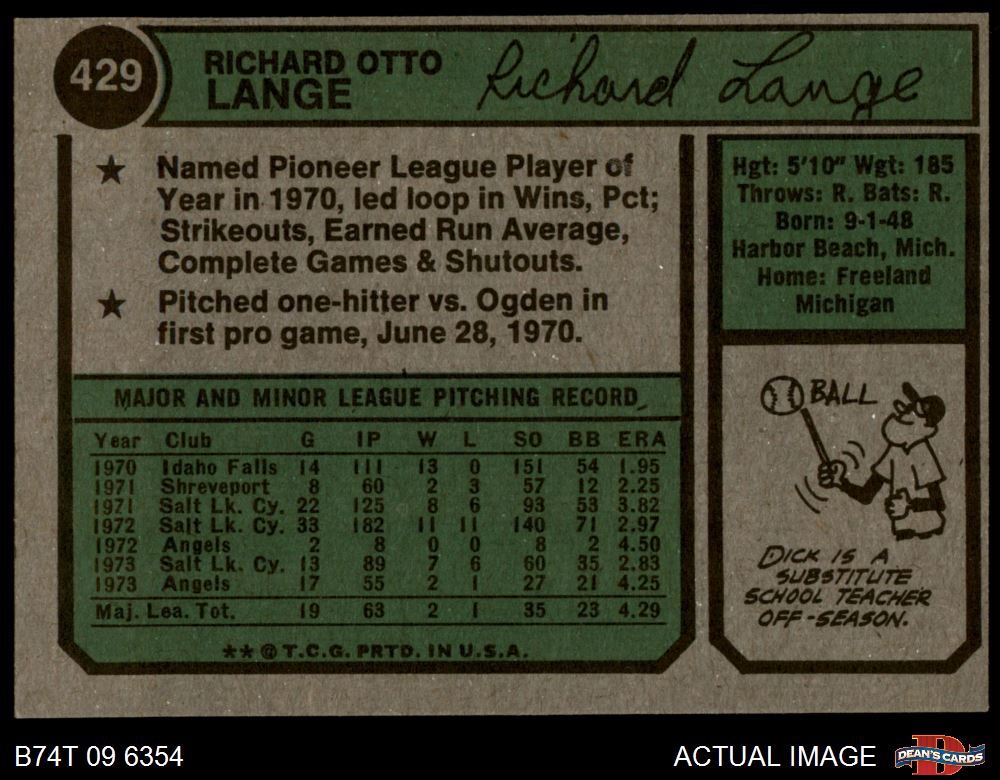 429
RICHARD OTTO
LANGE
Richard Lange
★ Named Pioneer League Player of
Year in 1970, led loop in Wins, Pct;
Strikeouts, Earned Run Average,
Complete Games & Shutouts.
★ Pitched one-hitter vs. Ogden in
first pro game, June 28, 1970.
Hgt: 5'10" Wgt: 185
Throws: R. Bats: R.
Born: 9-1-48
Harbor Beach, Mich.
Home: Freeland
Michigan
MAJOR AND MINOR LEAGUE PITCHING RECORD
Year Club G IP W L SO BB ERA
1970 Idaho Falls 14 111 13 0 151 54 1.95
1971 Shreveport 8 60 2 3 57 12 2.25
1971 Salt Lk. Cy. 22 125 8 6 93 53 3.82
1972 Salt Lk. Cy. 33 182 11 11 140 71 2.97
1972 Angels 2 8 0 0 8 2 4.50
1973 Salt Lk. Cy. 13 89 7 6 60 35 2.83
1973 Angels 17 55 2 1 27 21 4.25
Maj. Lea. Tot. 19 63 2 1 35 23 4.29
**©T.C.G. PRTD. IN U.S.A.
BALL
DICK IS A
SUBSTITUTE
SCHOOL TEACHER
OFF-SEASON.
B74T 09 6354
ACTUAL IMAGE
D
DEAN'S CARDS